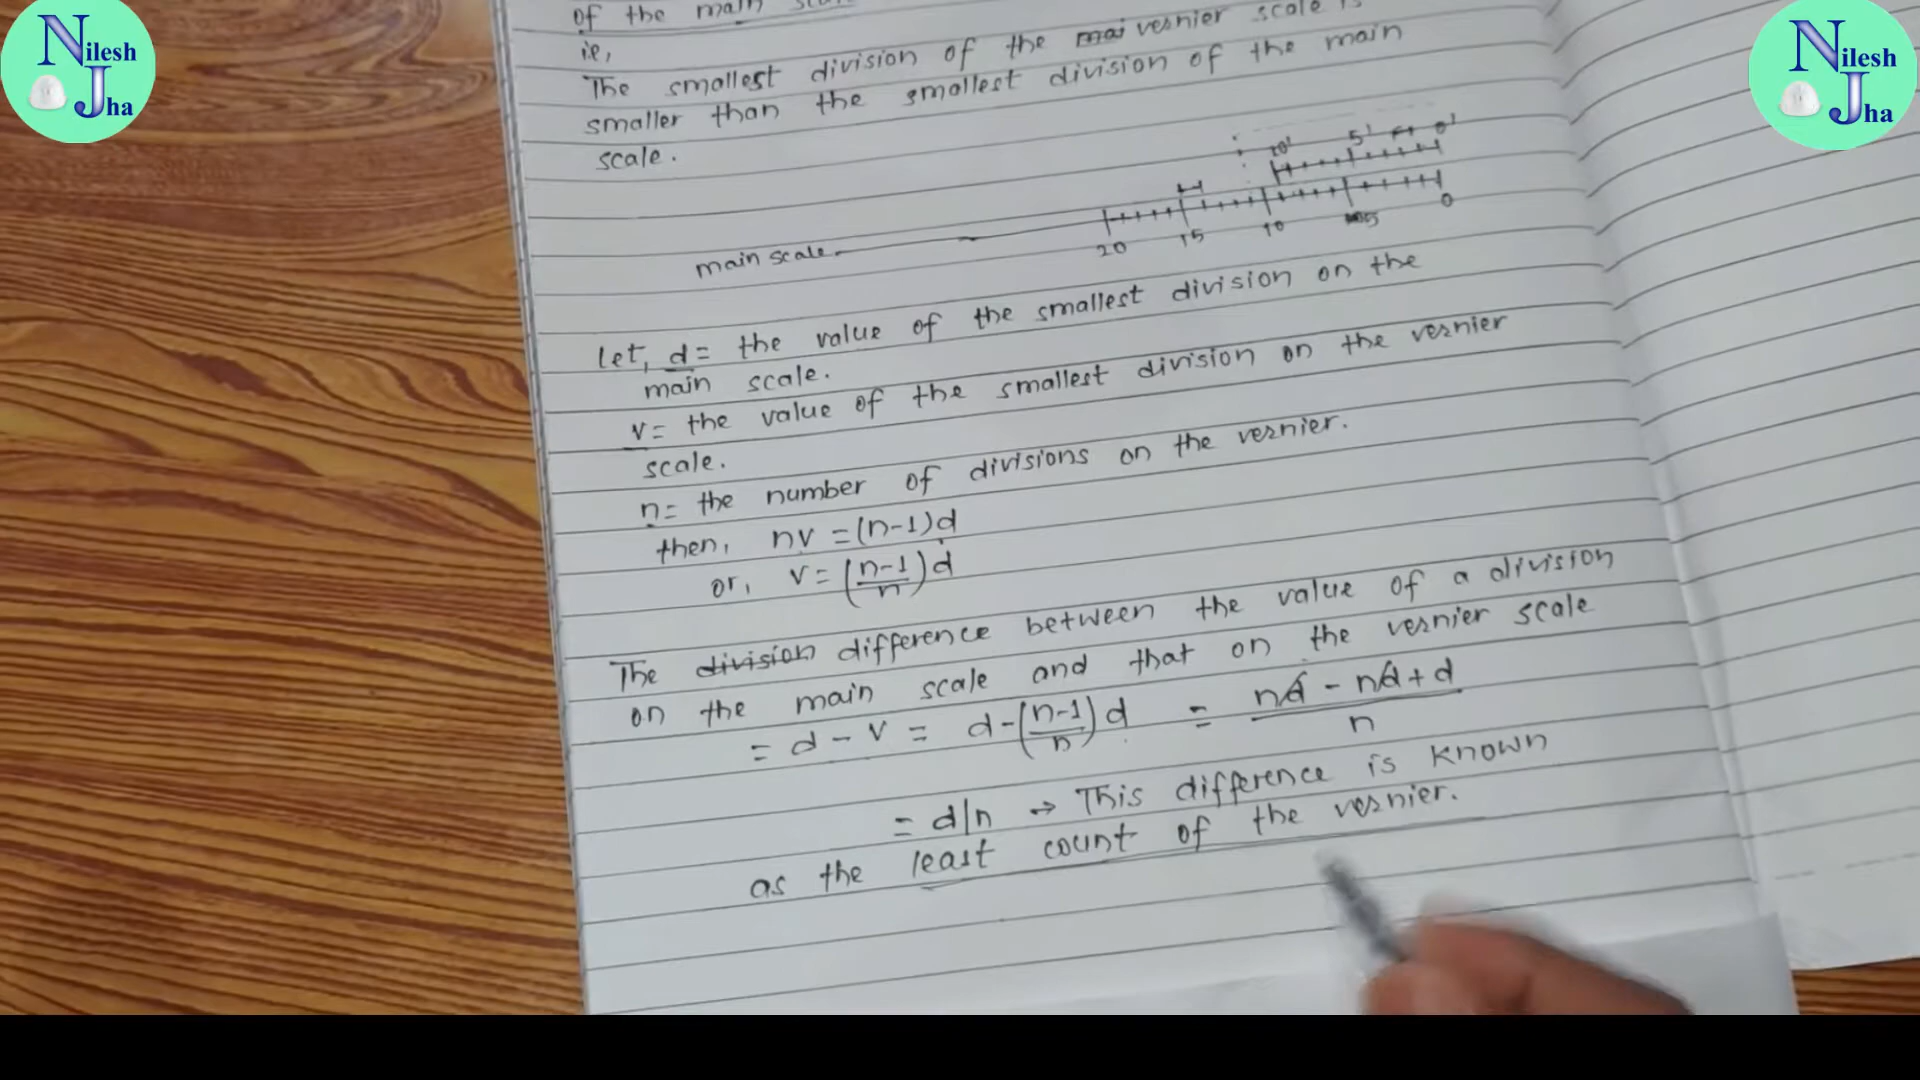 Nilesh
Jha
Nilesh
Jha
of the main
ie,
The smallest division of the mai vernier scale is
smaller than the smallest division of the main
scale.
10' 5' 0'
main scale
20 15 10 5 0
let, d = the value of the smallest division on the
main scale.
v = the value of the smallest division on the vernier
scale.
n = the number of divisions on the vernier.
then, nv = (n-1)d
or, v = (n-1/n)d
The division difference between the value of a division
on the main scale and that on the vernier scale
= d - v = d - (n-1/n)d = nd - nd + d / n
= d/n → This difference is known
as the least count of the vernier.